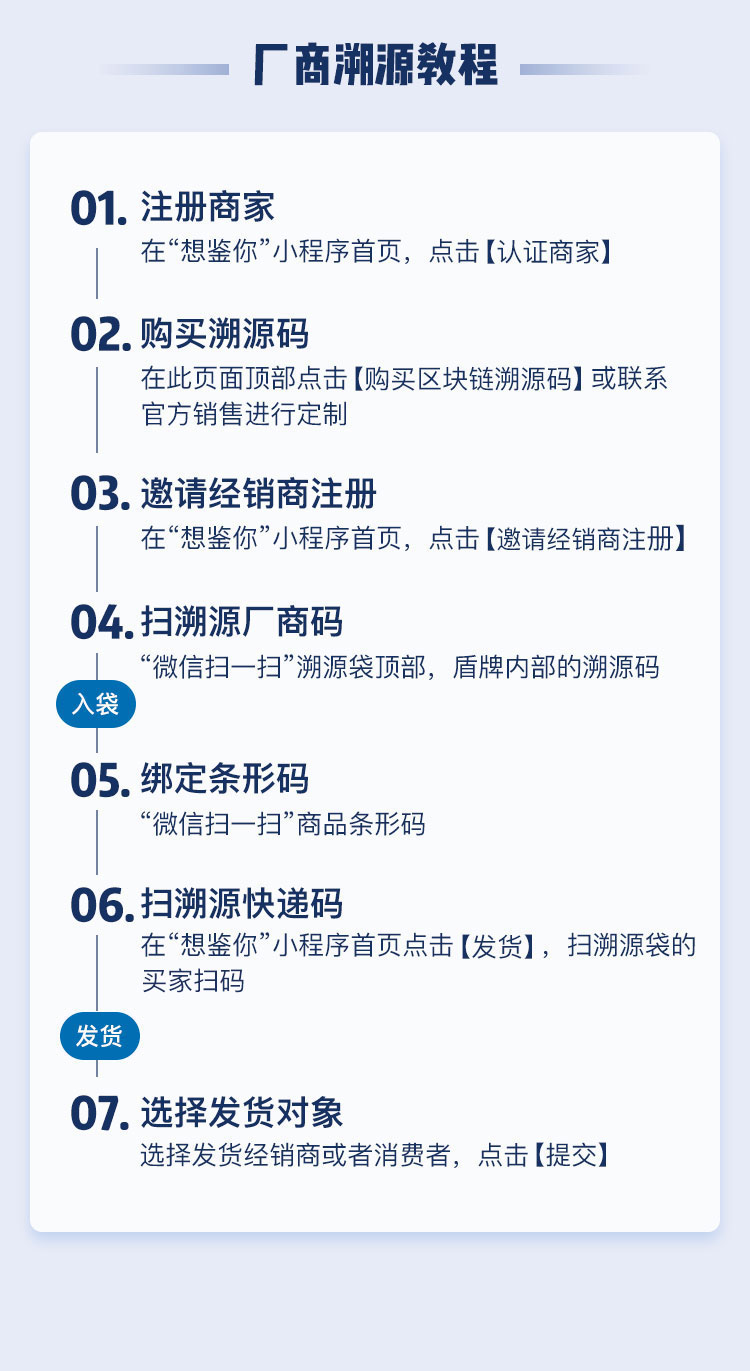 厂商溯源教程
01. 注册商家
在“想鉴你”小程序首页，点击【认证商家】
02. 购买溯源码
在此页面顶部点击【购买区块链溯源码】或联系
官方销售进行定制
03. 邀请经销商注册
在“想鉴你”小程序首页，点击【邀请经销商注册】
04. 扫溯源厂商码
“微信扫一扫”溯源袋顶部，盾牌内部的溯源码
入袋
05. 绑定条形码
“微信扫一扫”商品条形码
06. 扫溯源快递码
在“想鉴你”小程序首页点击【发货】，扫溯源袋的
买家扫码
发货
07. 选择发货对象
选择发货经销商或者消费者，点击【提交】